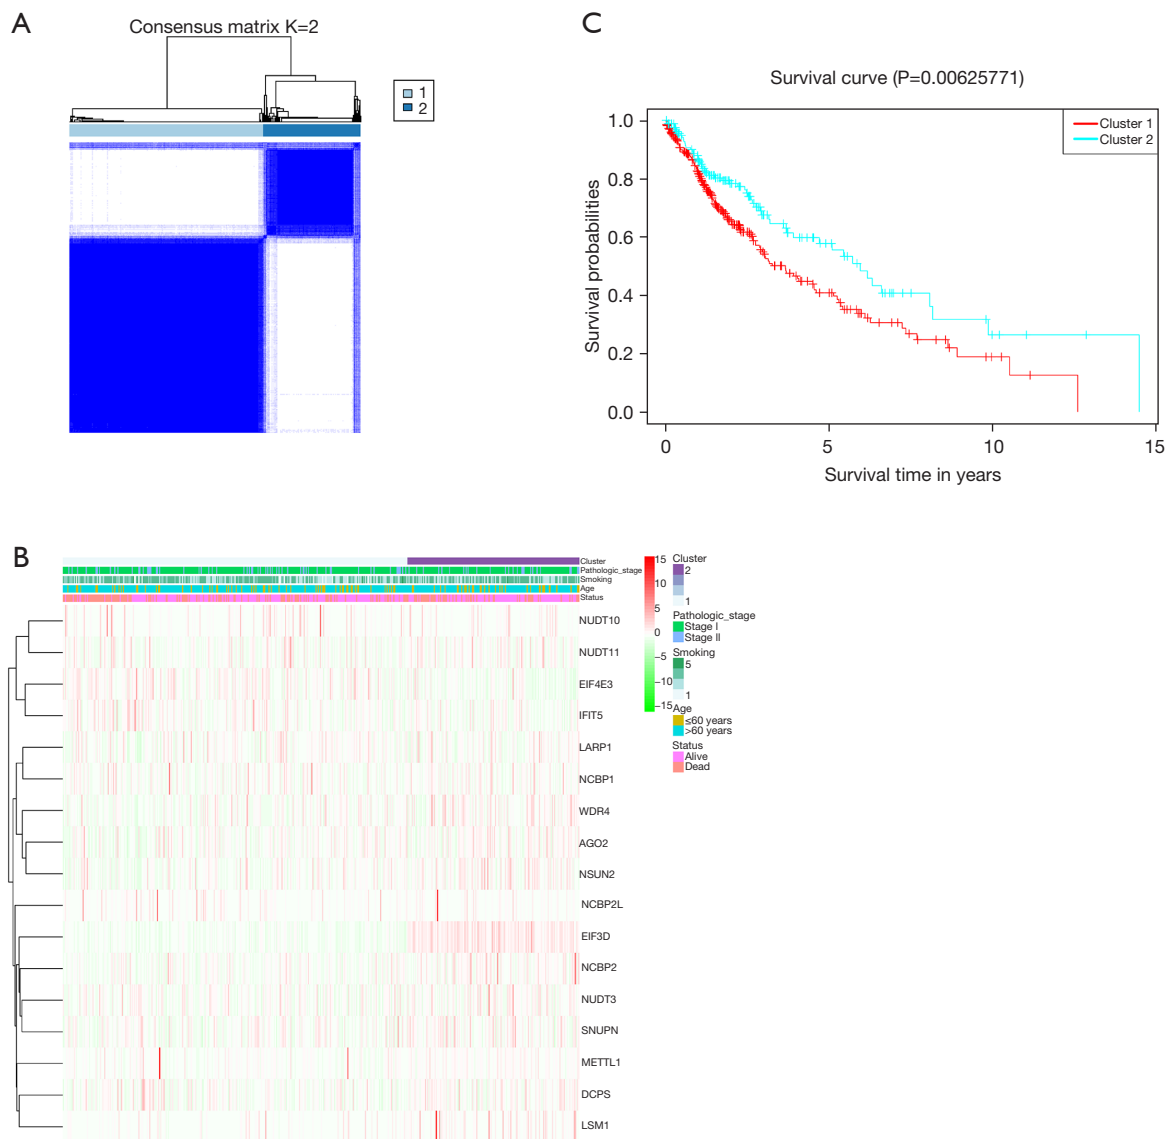 A
Consensus matrix K=2
1
2
C
Survival curve (P=0.00625771)
Cluster 1
Cluster 2
Survival probabilities
1.0
0.8
0.6
0.4
0.2
0.0
0
5
10
15
Survival time in years
B
Cluster
Pathologic_stage
Smoking
Age
Status
NUDT10
NUDT11
EIF4E3
IFIT5
LARP1
NCBP1
WDR4
AGO2
NSUN2
NCBP2L
EIF3D
NCBP2
NUDT3
SNUPN
METTL1
DCPS
LSM1
15
10
5
0
−5
−10
−15
Cluster
2
1
Pathologic_stage
Stage I
Stage II
Smoking
5
1
Age
≤60 years
>60 years
Status
Alive
Dead